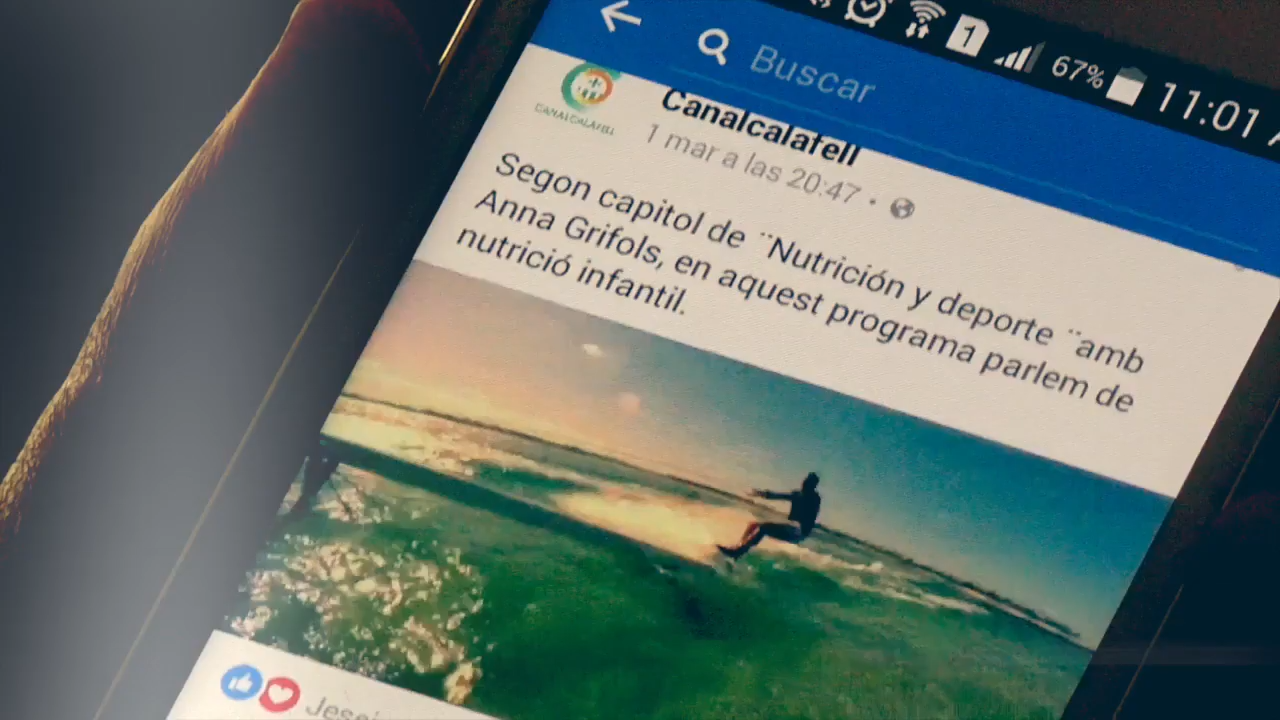 1 67% 11:01
Buscar
CANALCALAFELL
Canalcalafell
1 mar a las 20:47 ·
Segon capitol de ¨Nutrición y deporte ¨amb
Anna Grifols, en aquest programa parlem de
nutrició infantil.